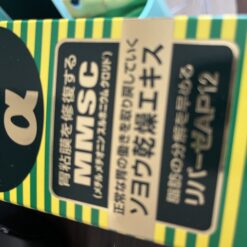 α
胃粘膜を修復する
MMSC
(メチルメチオニンスルホニウムクロリド)
正常な胃の働きを取り戻していく
ソヨウ乾燥エキス
脂肪の分解を早める
リパーゼAP12